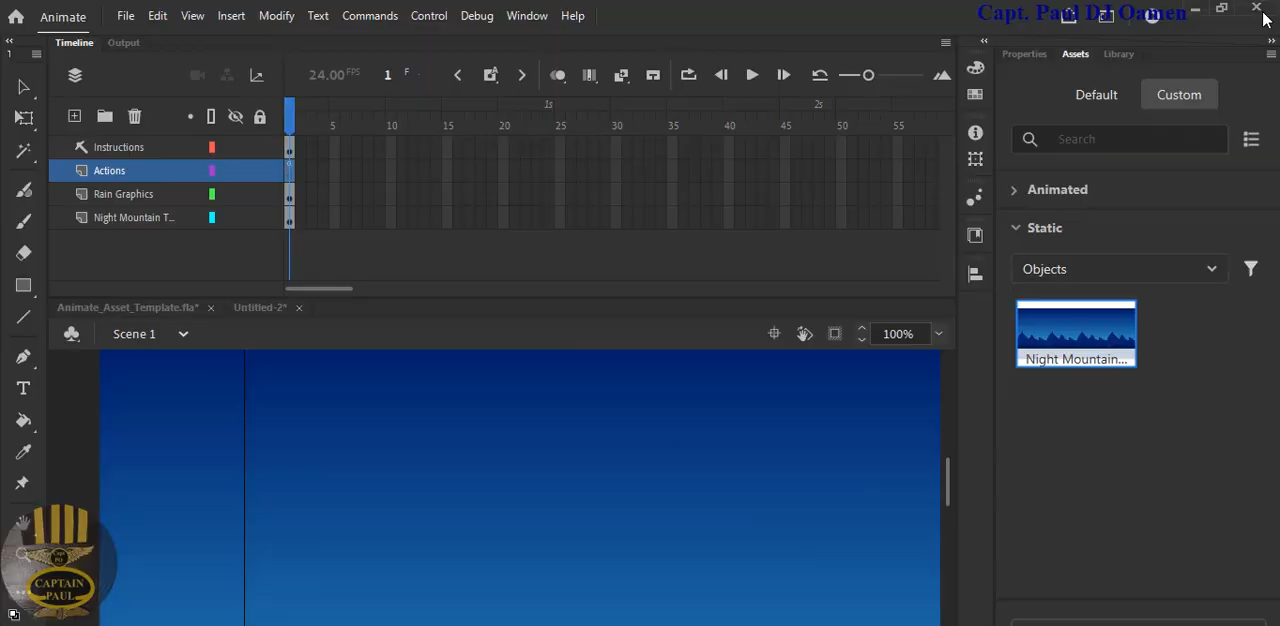 Animate File Edit View Insert Modify Text Commands Control Debug Window Help
Capt. Paul DJ Oamen
Timeline Output
Properties Assets Library
24.00 FPS 1 F
Default Custom
1s 2s
5 10 15 20 25 30 35 40 45 50 55
Search
Instructions
Actions
Rain Graphics
Night Mountain T...
Animated
Static
Objects
Night Mountain...
Animate_Asset_Template.fla* Untitled-2*
Scene 1
100%
CAPTAIN
PAUL